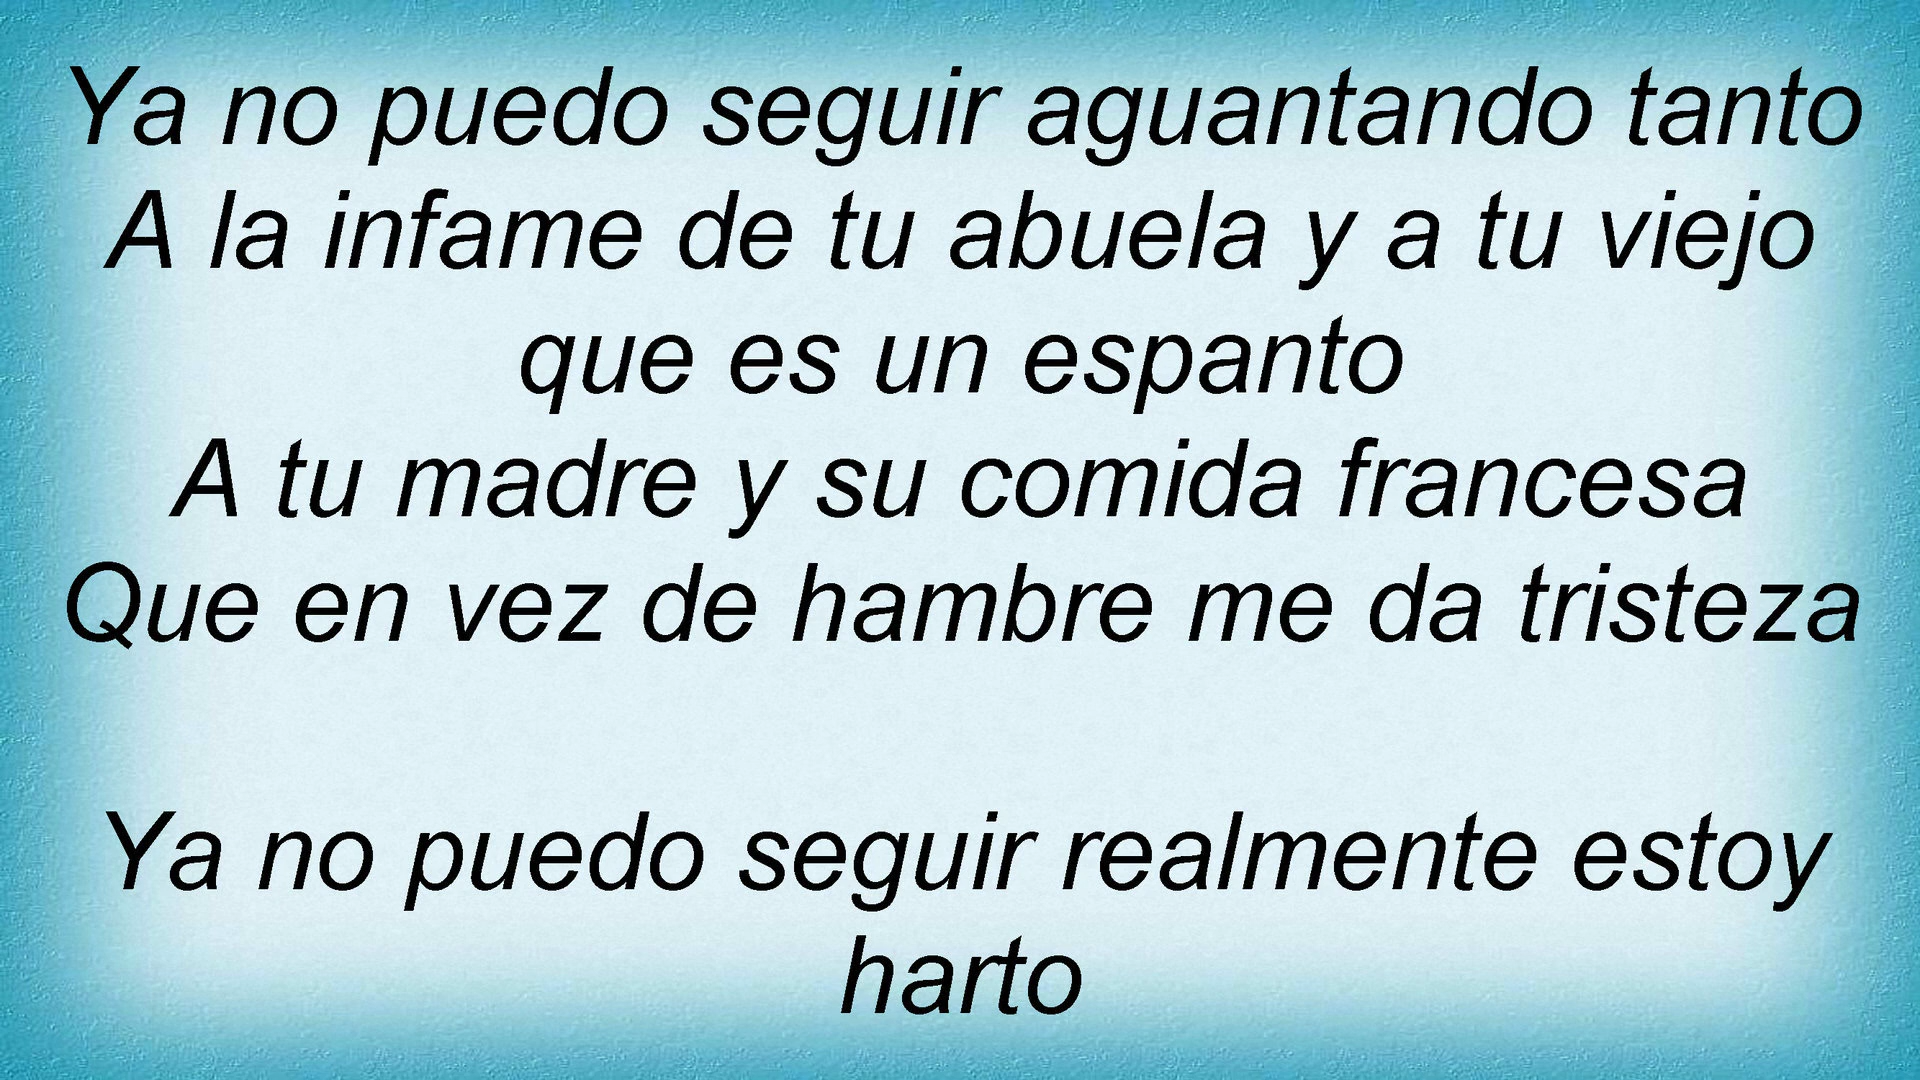 Ya no puedo seguir aguantando tanto
A la infame de tu abuela y a tu viejo
que es un espanto
A tu madre y su comida francesa
Que en vez de hambre me da tristeza
Ya no puedo seguir realmente estoy
harto